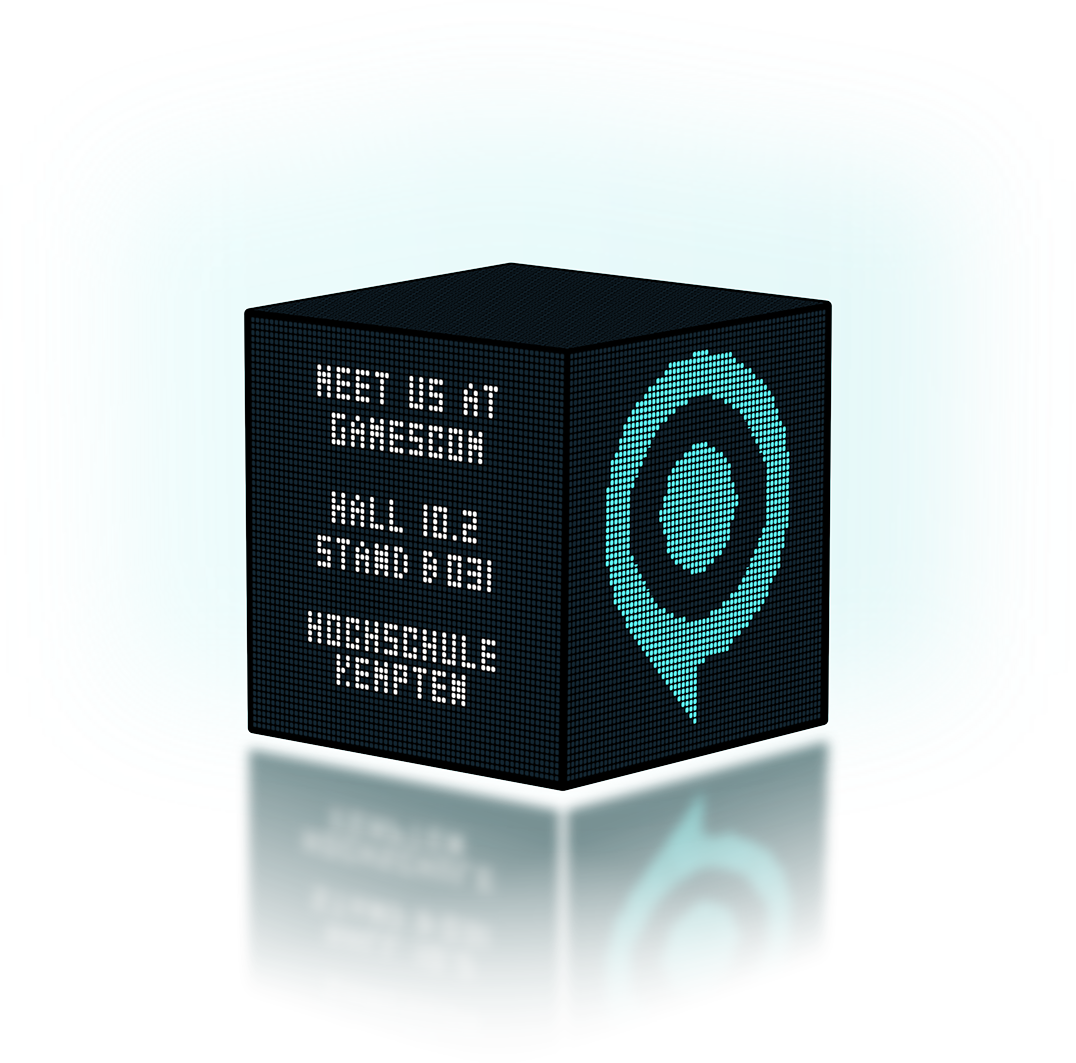 MEET US AT
GAMESCOM
HALL 10.2
STAND B031
HOCHSCHULE
KEMPTEN